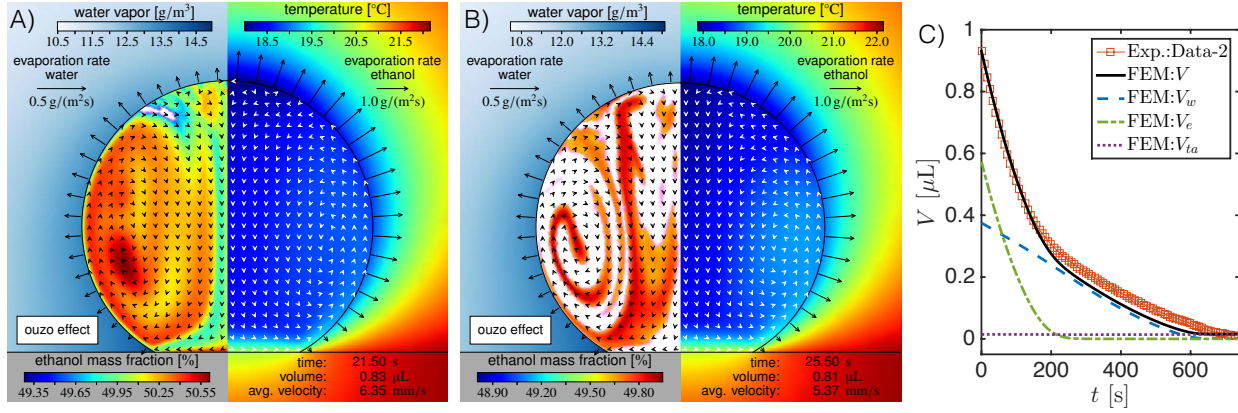 A)
water vapor [g/m³]
10.5 11.5 12.5 13.5 14.5
temperature [°C]
18.5 19.5 20.5 21.5
evaporation rate
water
0.5 g/(m²s)
evaporation rate
ethanol
1.0 g/(m²s)
ouzo effect
ethanol mass fraction [%]
49.35 49.65 49.95 50.25 50.55
time: 21.50 s
volume: 0.83 μL
avg. velocity: 6.35 mm/s
B)
water vapor [g/m³]
10.8 12.0 13.2 14.4
temperature [°C]
18.0 19.0 20.0 21.0 22.0
evaporation rate
water
0.5 g/(m²s)
evaporation rate
ethanol
1.0 g/(m²s)
ouzo effect
ethanol mass fraction [%]
48.90 49.20 49.50 49.80
time: 25.50 s
volume: 0.81 μL
avg. velocity: 5.37 mm/s
C)
1
0.8
0.6
0.4
0.2
0
V [μL]
Exp.:Data-2
FEM:V
FEM:V_w
FEM:V_e
FEM:V_ta
0 200 400 600
t [s]